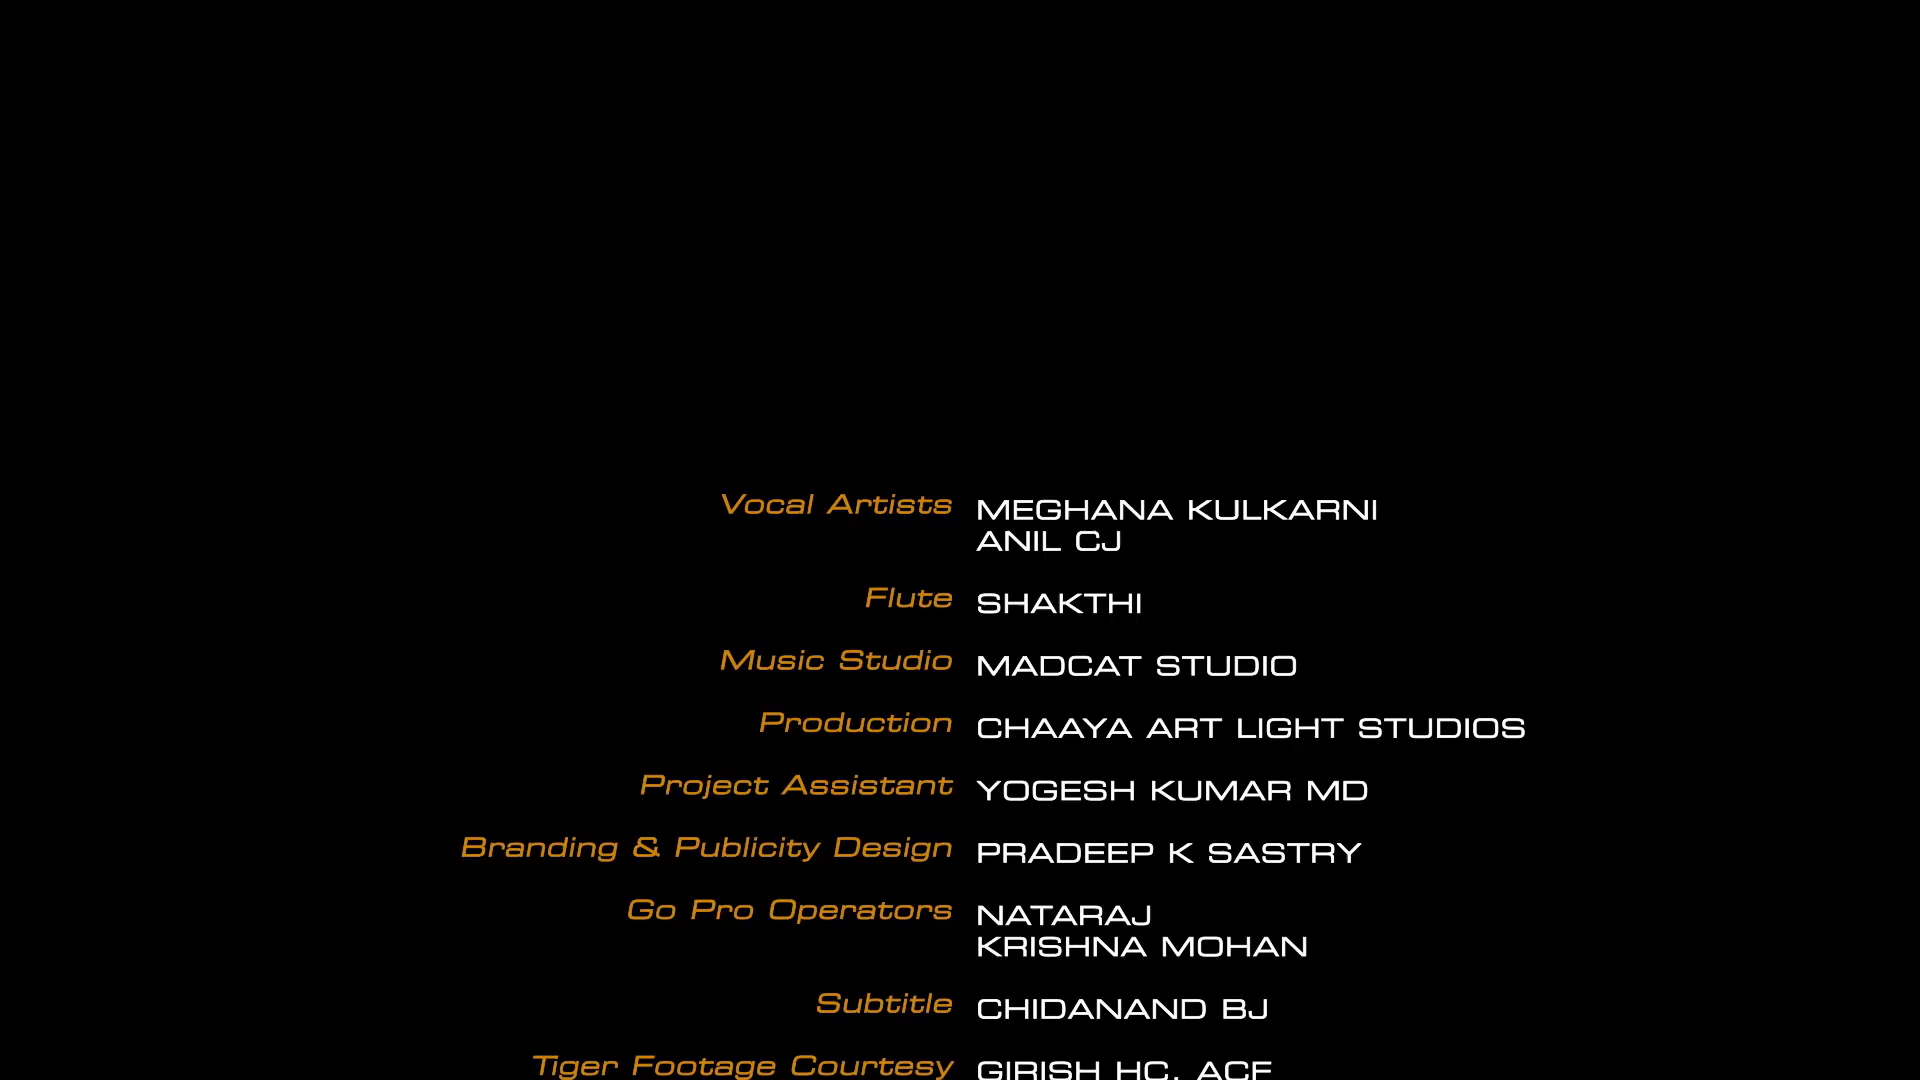 Vocal Artists MEGHANA KULKARNI
ANIL CJ
Flute SHAKTHI
Music Studio MADCAT STUDIO
Production CHAAYA ART LIGHT STUDIOS
Project Assistant YOGESH KUMAR MD
Branding & Publicity Design PRADEEP K SASTRY
Go Pro Operators NATARAJ
KRISHNA MOHAN
Subtitle CHIDANAND BJ
Tiger Footage Courtesy GIRISH HC, ACF